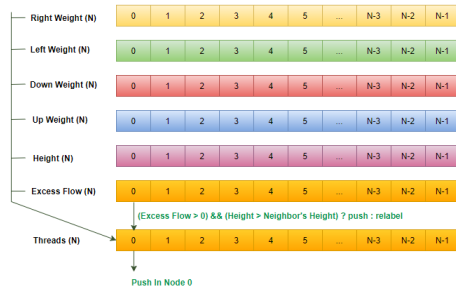 Right Weight (N) 0 1 2 3 4 5 ... N-3 N-2 N-1
Left Weight (N) 0 1 2 3 4 5 ... N-3 N-2 N-1
Down Weight (N) 0 1 2 3 4 5 ... N-3 N-2 N-1
Up Weight (N) 0 1 2 3 4 5 ... N-3 N-2 N-1
Height (N) 0 1 2 3 4 5 ... N-3 N-2 N-1
Excess Flow (N) 0 1 2 3 4 5 ... N-3 N-2 N-1
(Excess Flow > 0) && (Height > Neighbor's Height) ? push : relabel
Threads (N) 0 1 2 3 4 5 ... N-3 N-2 N-1
Push In Node 0